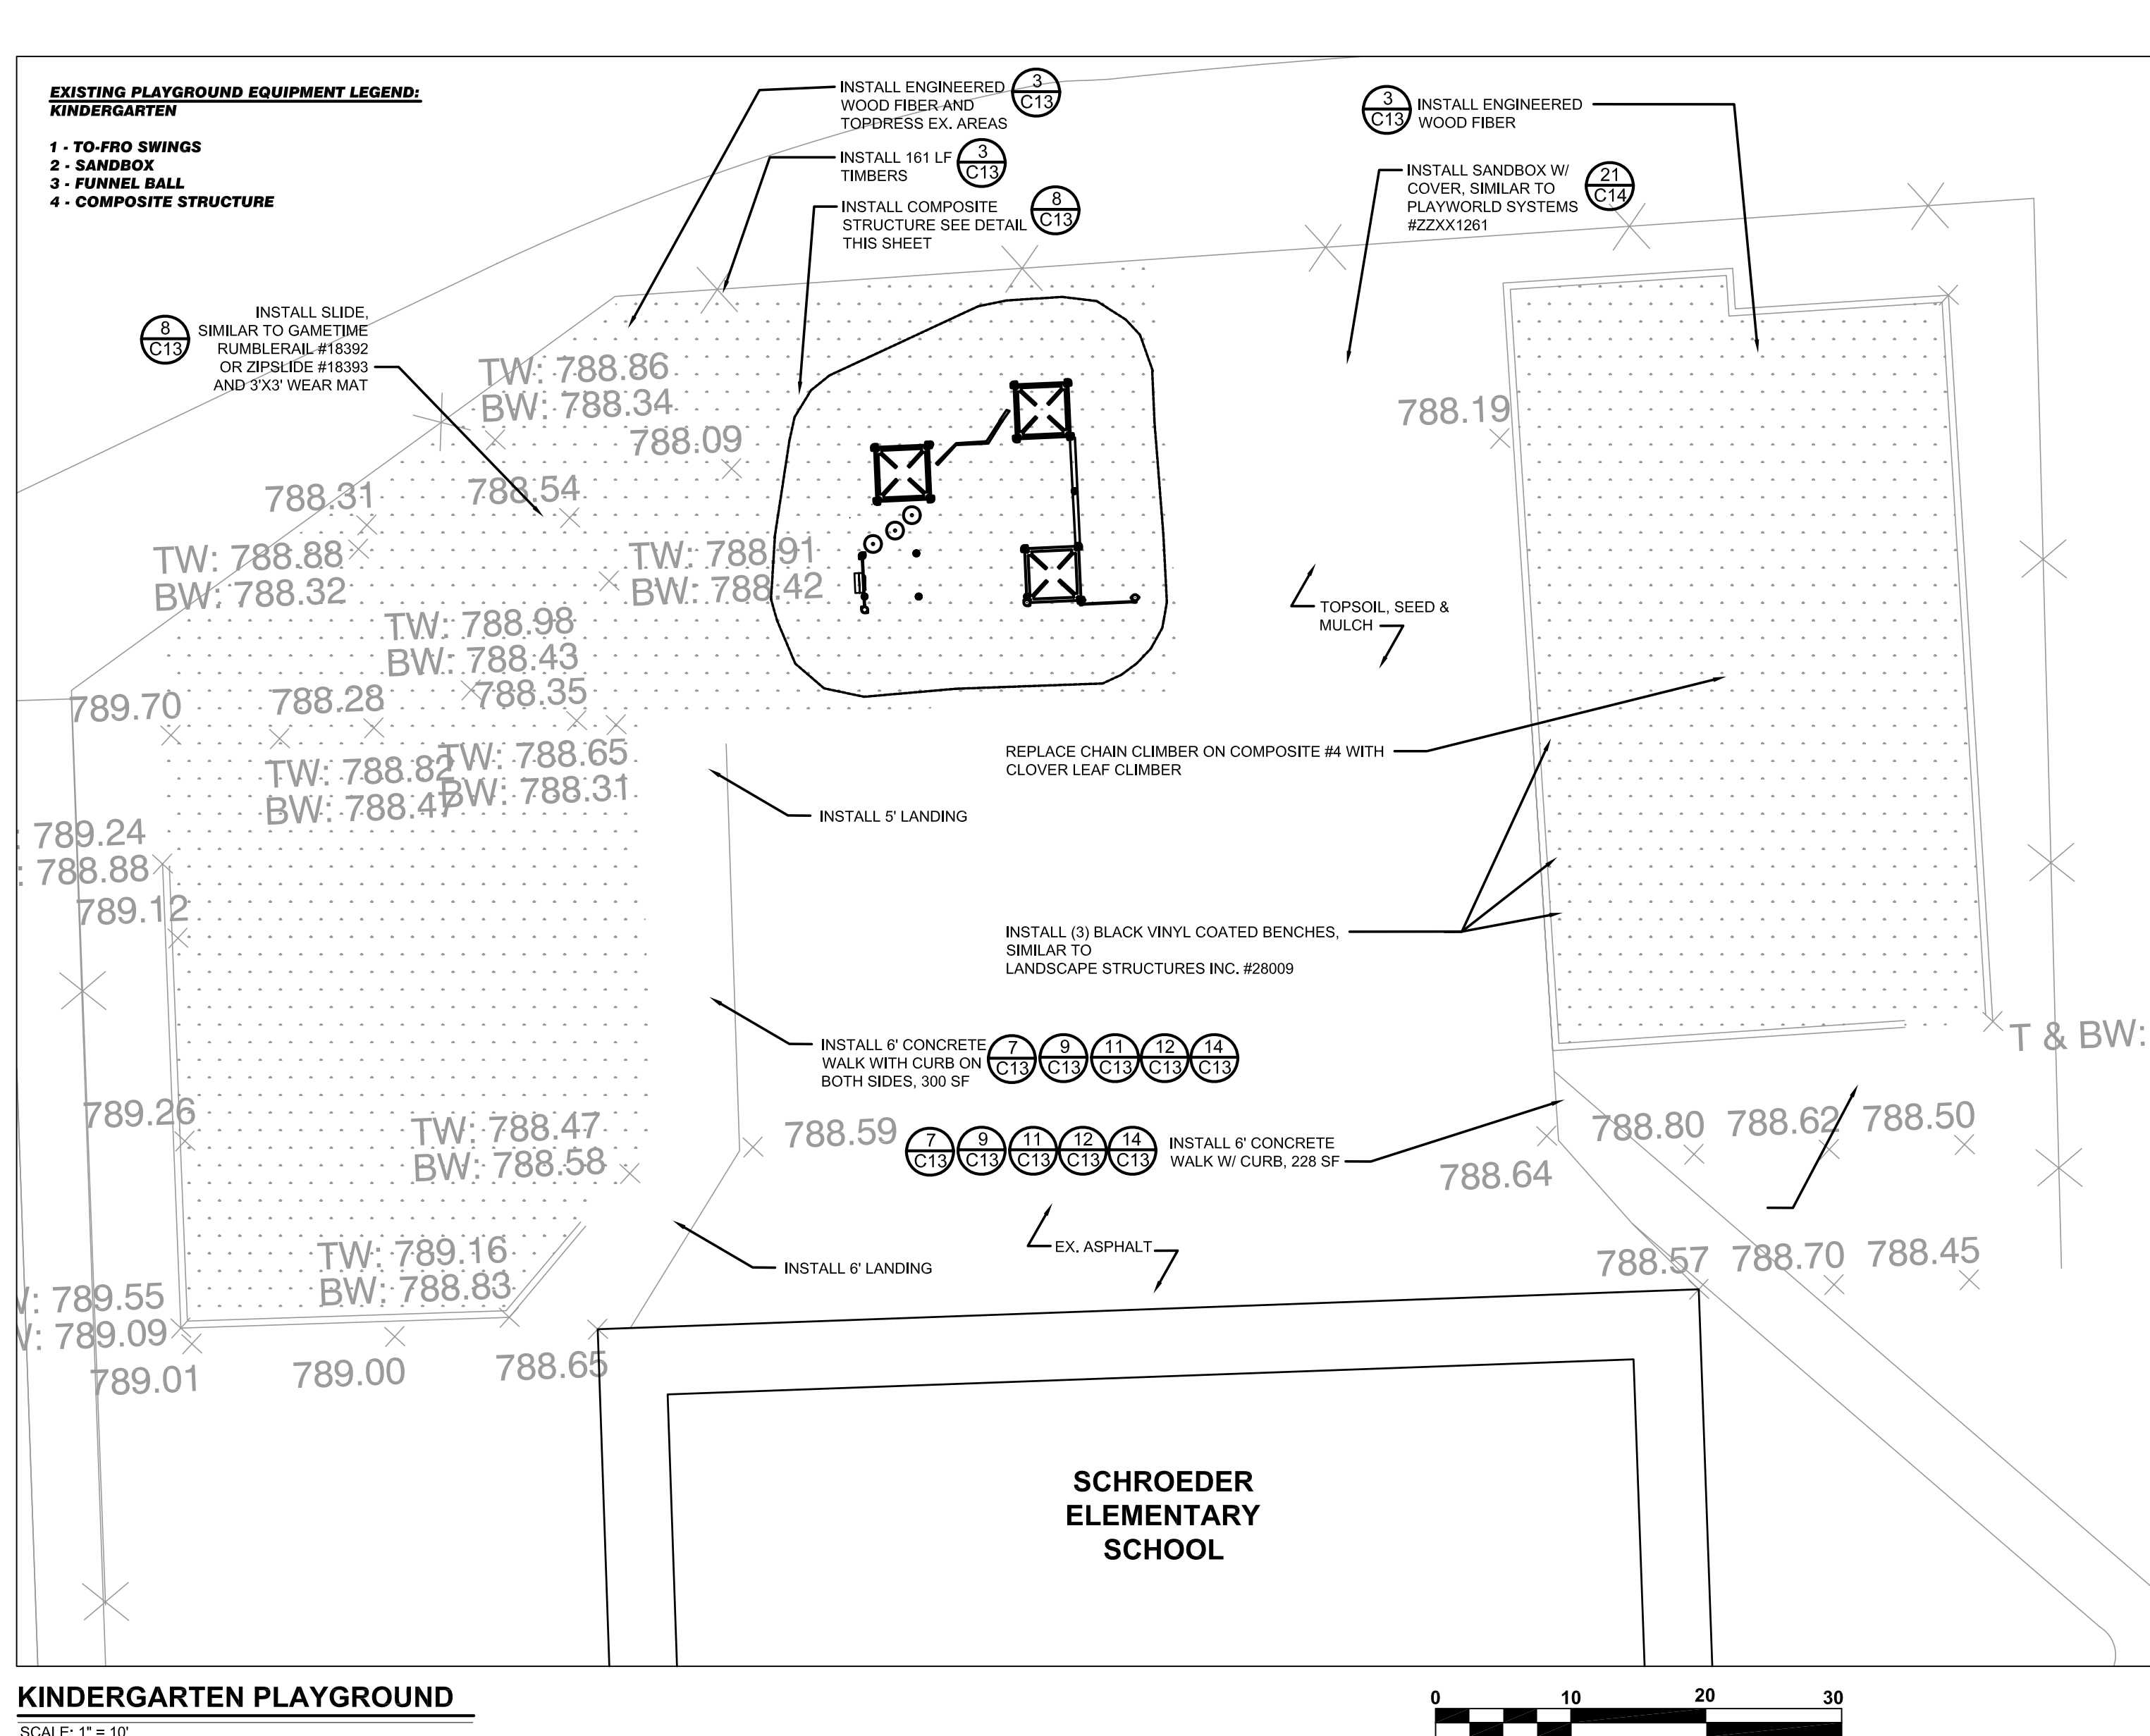 EXISTING PLAYGROUND EQUIPMENT LEGEND:
KINDERGARTEN
1 - TO-FRO SWINGS
2 - SANDBOX
3 - FUNNEL BALL
4 - COMPOSITE STRUCTURE
INSTALL ENGINEERED
WOOD FIBER AND
TOPDRESS EX. AREAS
3
C13
INSTALL 161 LF
TIMBERS
3
C13
INSTALL COMPOSITE
STRUCTURE SEE DETAIL
THIS SHEET
8
C13
3
C13
INSTALL ENGINEERED
WOOD FIBER
INSTALL SANDBOX W/
COVER, SIMILAR TO
PLAYWORLD SYSTEMS
#ZZXX1261
21
C14
8
C13
INSTALL SLIDE,
SIMILAR TO GAMETIME
RUMBLERAIL #18392
OR ZIPSLIDE #18393
AND 3'X3' WEAR MAT
TW: 788.86
BW: 788.34
788.09
788.19
788.31
788.54
TW: 788.88
BW: 788.32
TW: 788.91
BW: 788.42
TW: 788.98
BW: 788.43
TOPSOIL, SEED &
MULCH
789.70
788.28
788.35
TW: 788.82
BW: 788.47
TW: 788.65
BW: 788.31
REPLACE CHAIN CLIMBER ON COMPOSITE #4 WITH
CLOVER LEAF CLIMBER
INSTALL 5' LANDING
: 789.24
: 788.88
789.12
INSTALL (3) BLACK VINYL COATED BENCHES,
SIMILAR TO
LANDSCAPE STRUCTURES INC. #28009
INSTALL 6' CONCRETE
WALK WITH CURB ON
BOTH SIDES, 300 SF
7
C13
9
C13
11
C13
12
C13
14
C13
T & BW:
789.26
TW: 788.47
BW: 788.58
788.59
7
C13
9
C13
11
C13
12
C13
14
C13
INSTALL 6' CONCRETE
WALK W/ CURB, 228 SF
788.80
788.62
788.50
788.64
EX. ASPHALT
INSTALL 6' LANDING
TW: 789.16
BW: 788.83
788.57
788.70
788.45
: 789.55
: 789.09
789.01
789.00
788.65
SCHROEDER
ELEMENTARY
SCHOOL
KINDERGARTEN PLAYGROUND
SCALE: 1" = 10'
0
10
20
30